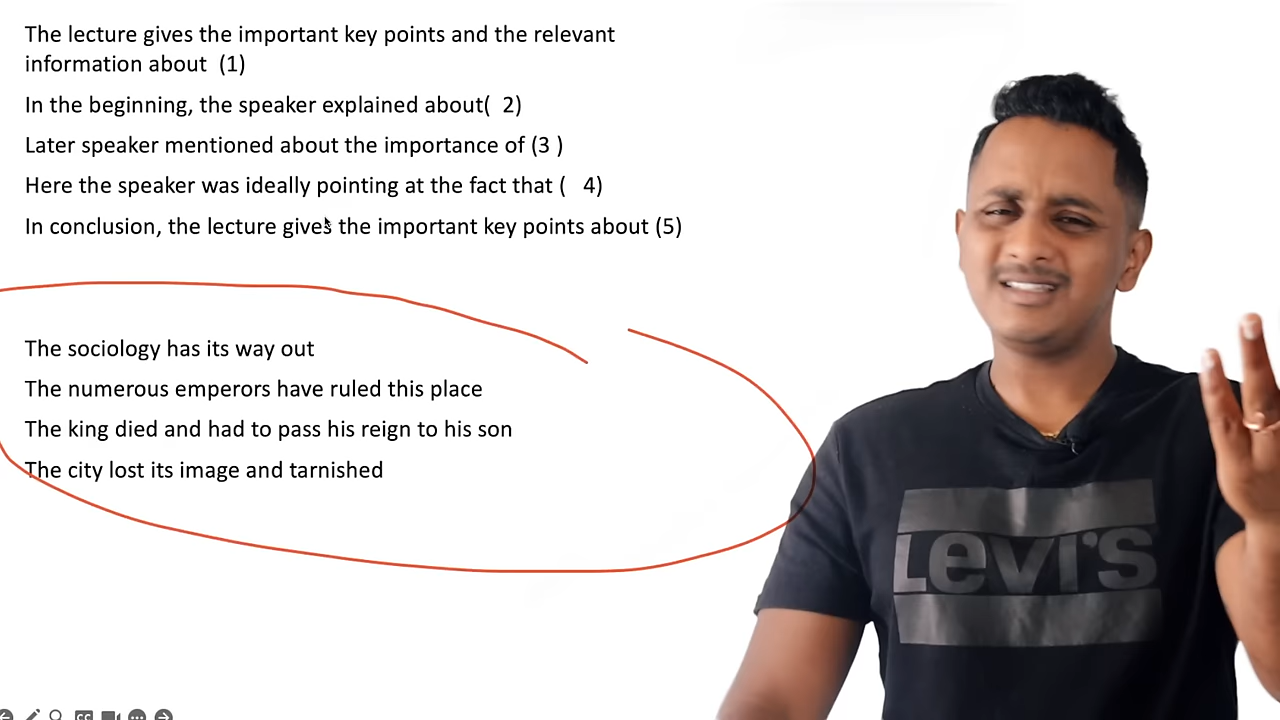 The lecture gives the important key points and the relevant
information about  (1)
In the beginning, the speaker explained about(  2)
Later speaker mentioned about the importance of (3 )
Here the speaker was ideally pointing at the fact that (   4)
In conclusion, the lecture gives the important key points about (5)
The sociology has its way out
The numerous emperors have ruled this place
The king died and had to pass his reign to his son
The city lost its image and tarnished
LEVI'S
CC